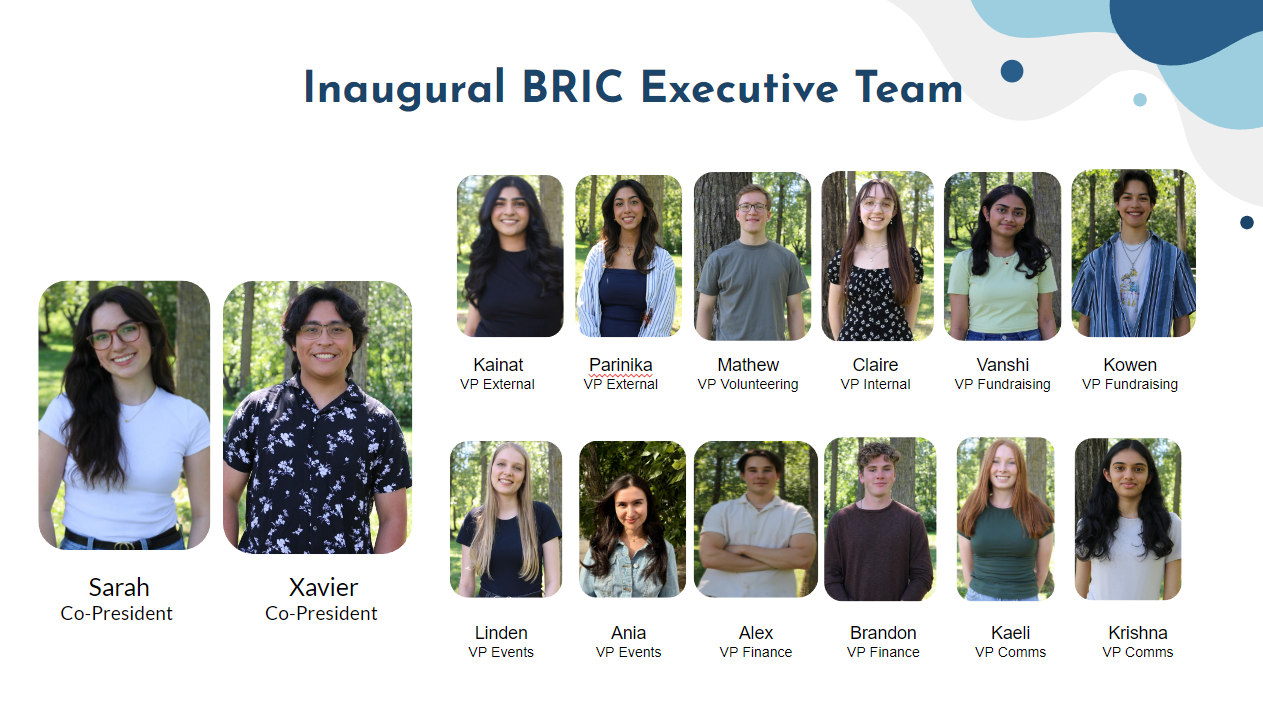 Inaugural BRIC Executive Team
Kainat
VP External
Parinika
VP External
Mathew
VP Volunteering
Claire
VP Internal
Vanshi
VP Fundraising
Kowen
VP Fundraising
Sarah
Co-President
Xavier
Co-President
Linden
VP Events
Ania
VP Events
Alex
VP Finance
Brandon
VP Finance
Kaeli
VP Comms
Krishna
VP Comms